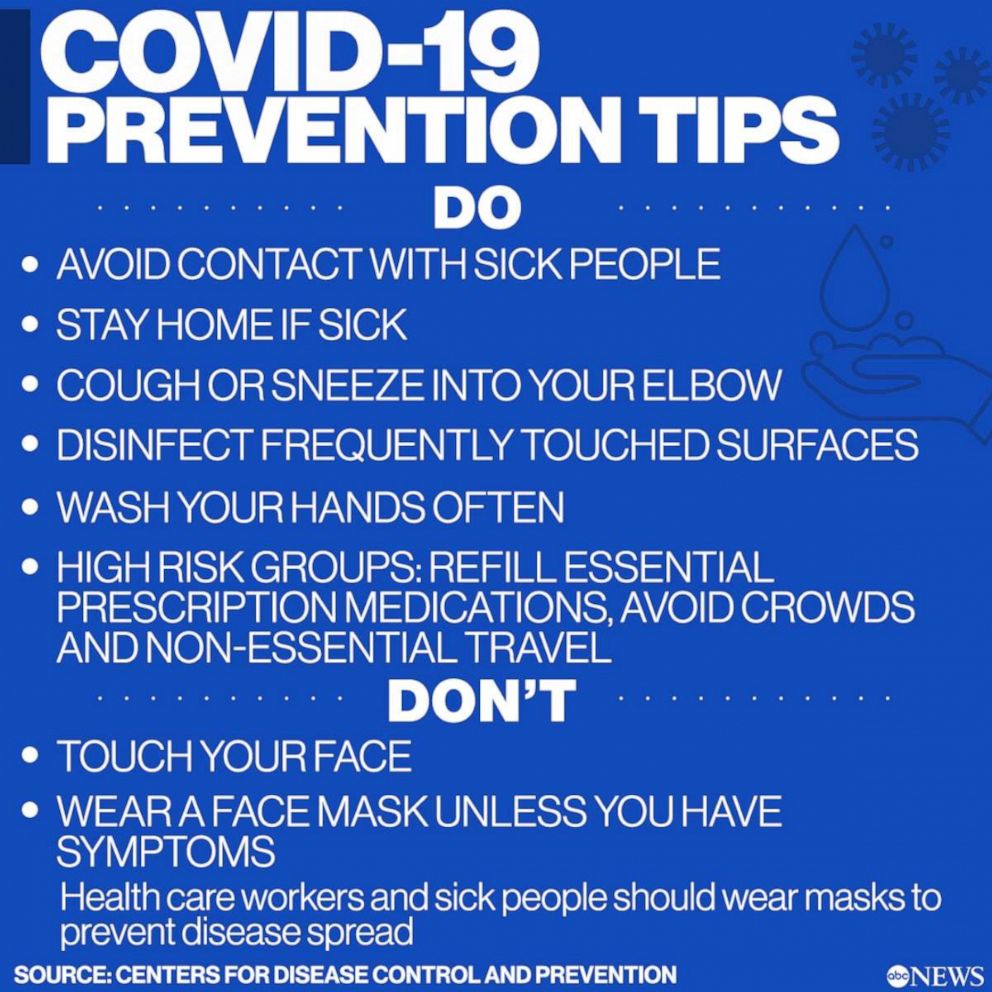 COVID-19
PREVENTION TIPS
DO
• AVOID CONTACT WITH SICK PEOPLE
• STAY HOME IF SICK
• COUGH OR SNEEZE INTO YOUR ELBOW
• DISINFECT FREQUENTLY TOUCHED SURFACES
• WASH YOUR HANDS OFTEN
• HIGH RISK GROUPS: REFILL ESSENTIAL
PRESCRIPTION MEDICATIONS, AVOID CROWDS
AND NON-ESSENTIAL TRAVEL
DON'T
• TOUCH YOUR FACE
• WEAR A FACE MASK UNLESS YOU HAVE
SYMPTOMS
Health care workers and sick people should wear masks to
prevent disease spread
SOURCE: CENTERS FOR DISEASE CONTROL AND PREVENTION
abc NEWS